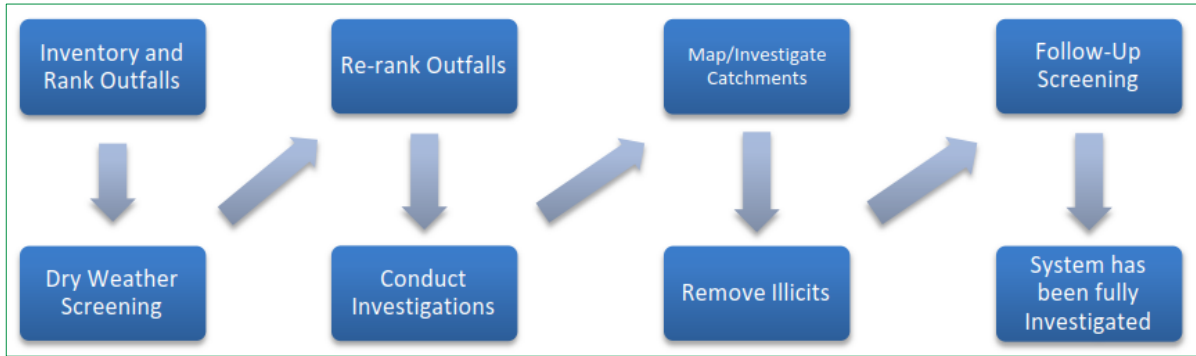 Inventory and
Rank Outfalls
Dry Weather
Screening
Re-rank Outfalls
Conduct
Investigations
Map/Investigate
Catchments
Remove Illicits
Follow-Up
Screening
System has
been fully
Investigated